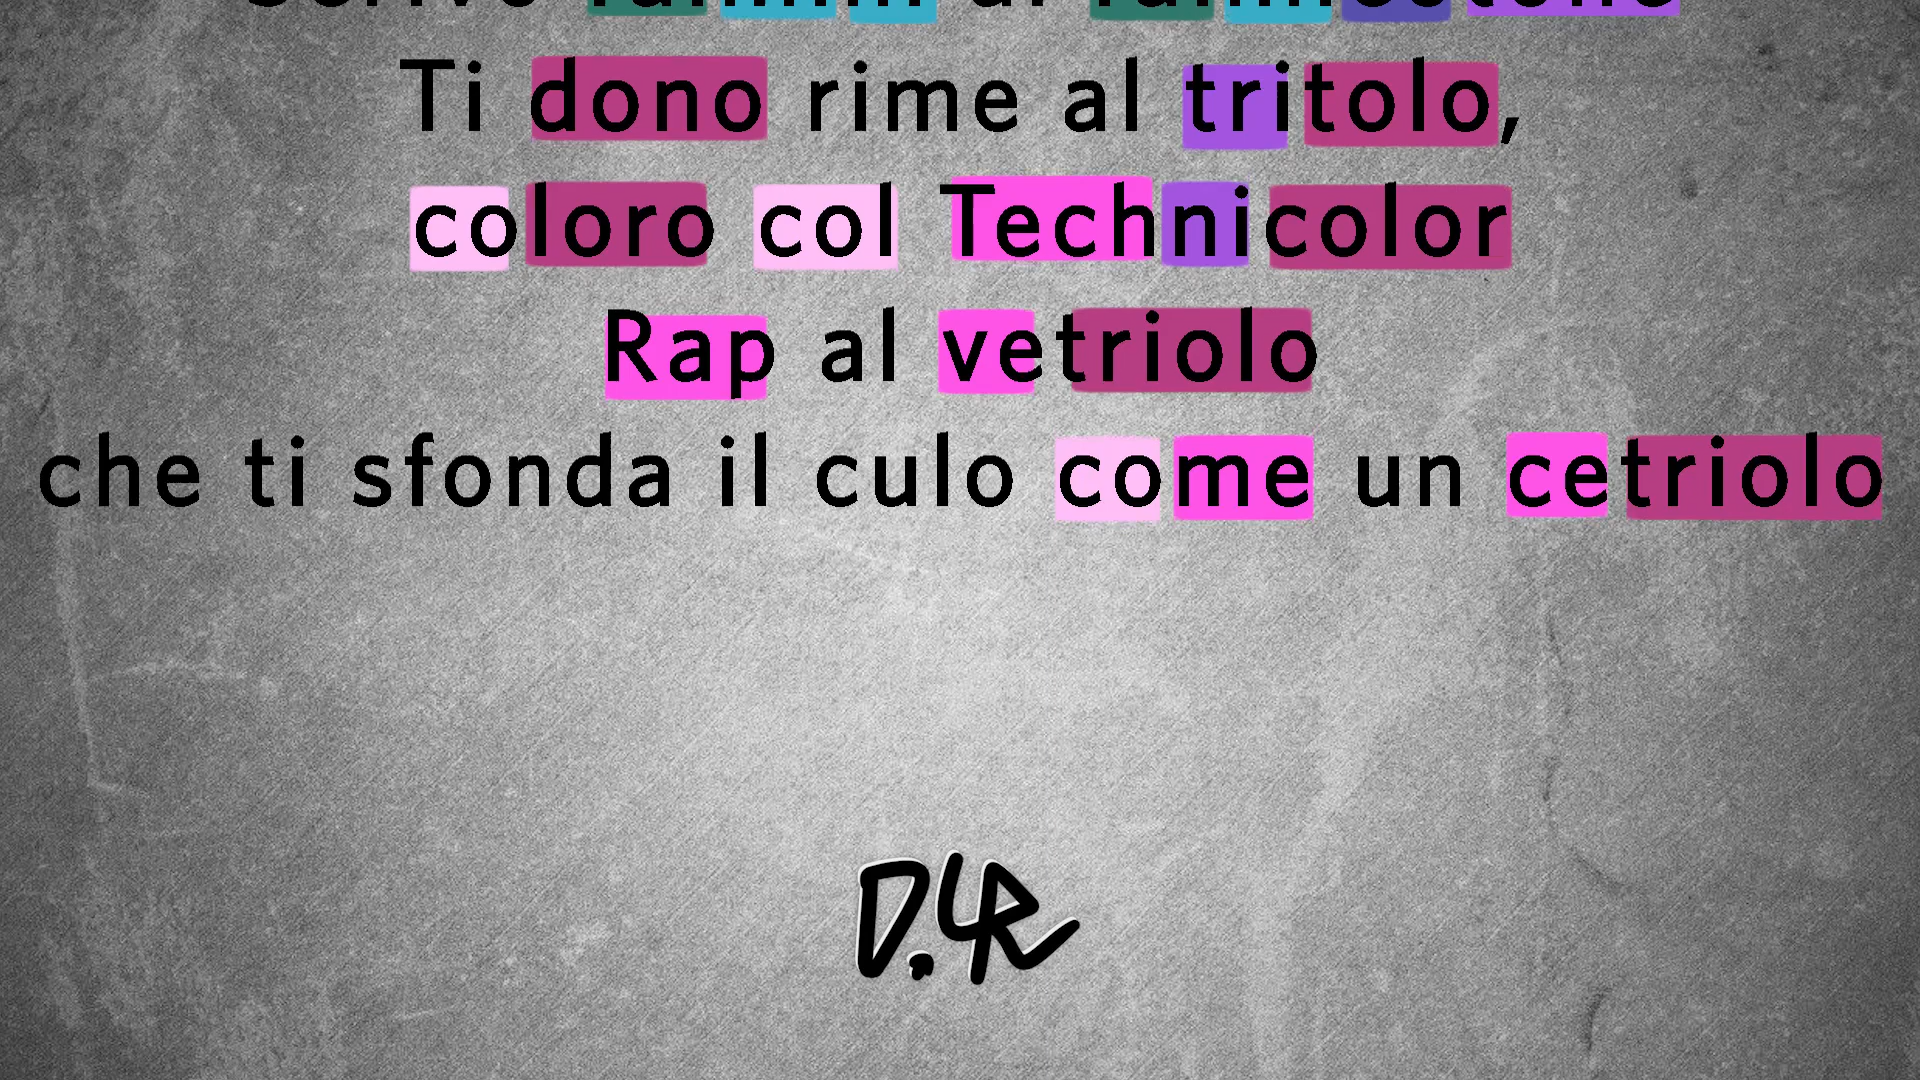 Scrivo
Ti dono rime al tritolo,
coloro col Technicolor
Rap al vetriolo
che ti sfonda il culo come un cetriolo
D.4R